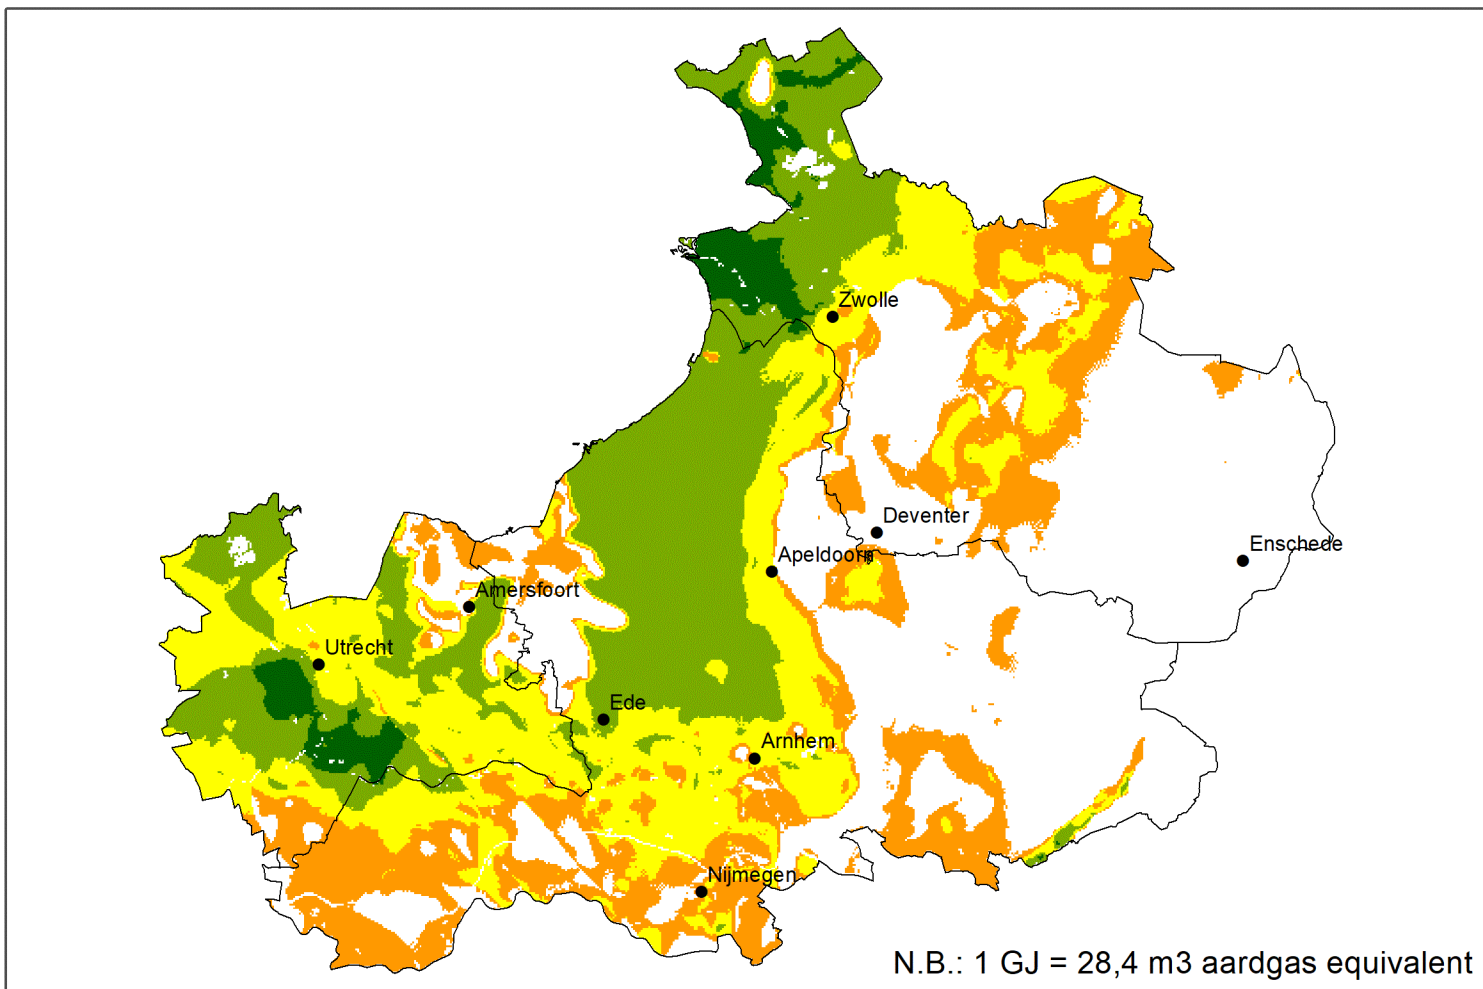 Zwolle
Deventer
Enschede
Apeldoorn
Amersfoort
Utrecht
Ede
Arnhem
Nijmegen
N.B.: 1 GJ = 28,4 m3 aardgas equivalent